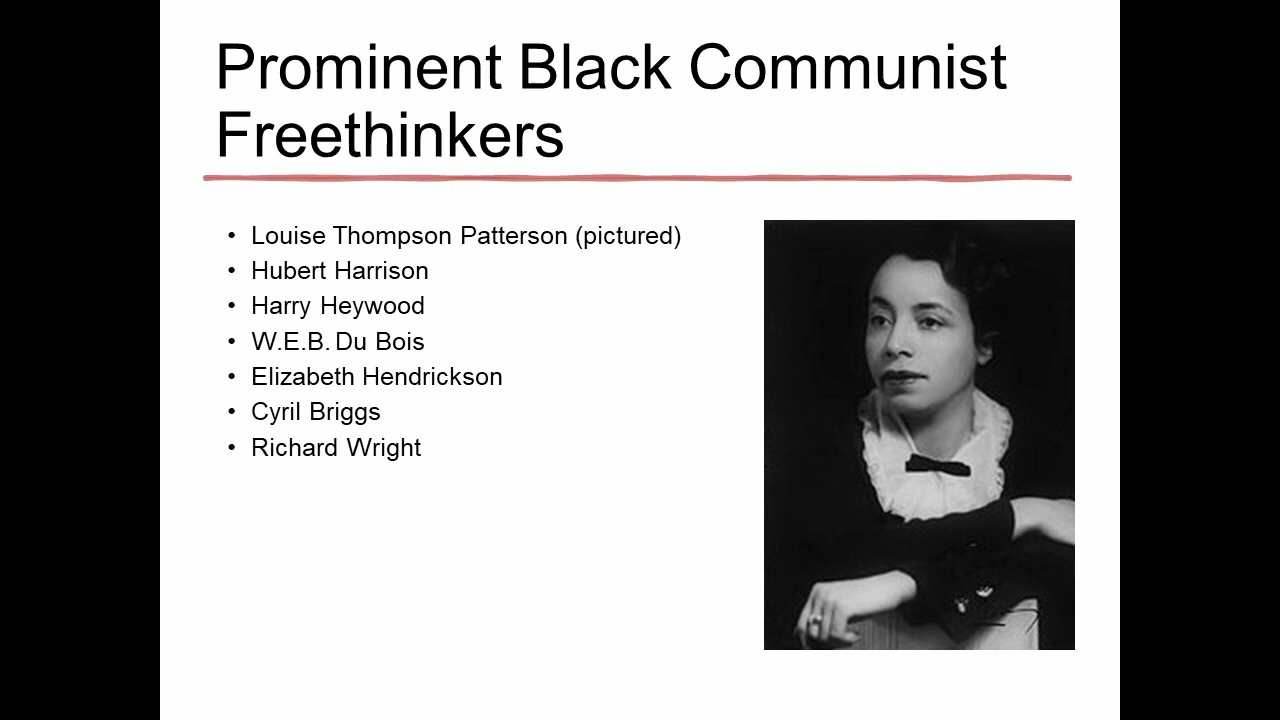 Prominent Black Communist
Freethinkers
• Louise Thompson Patterson (pictured)
• Hubert Harrison
• Harry Heywood
• W.E.B. Du Bois
• Elizabeth Hendrickson
• Cyril Briggs
• Richard Wright